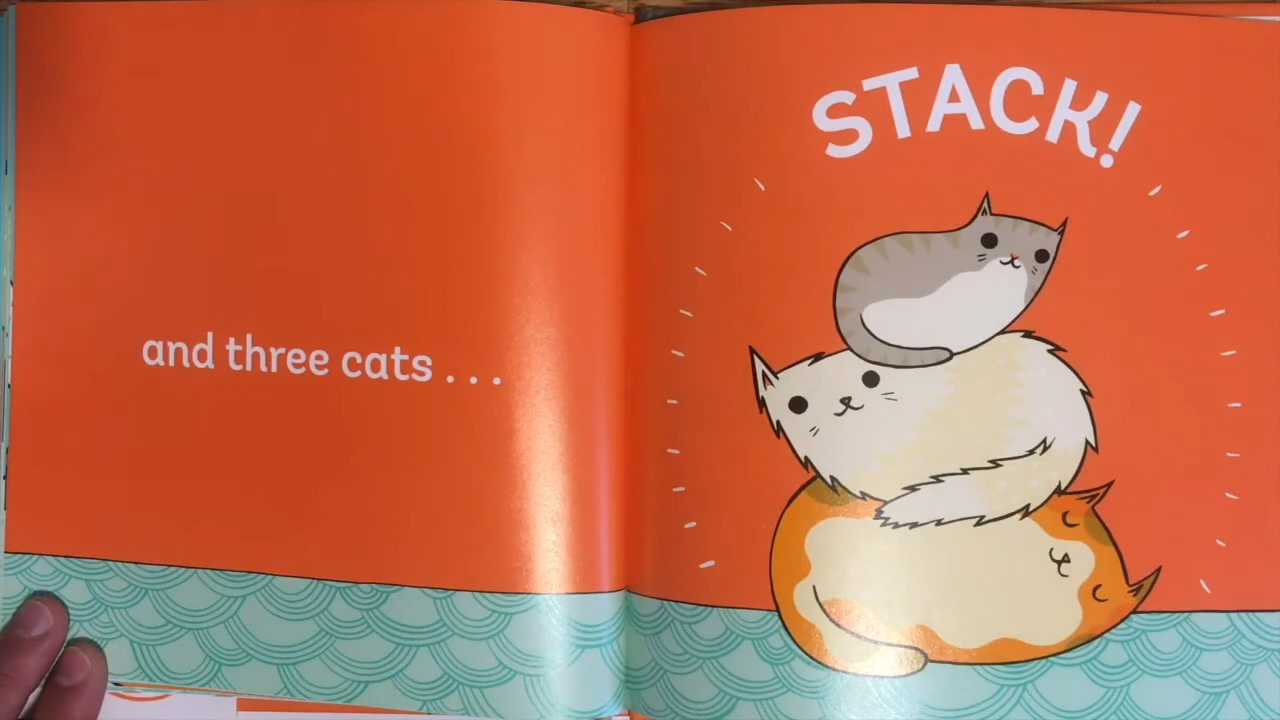 and three cats . . .
STACK!